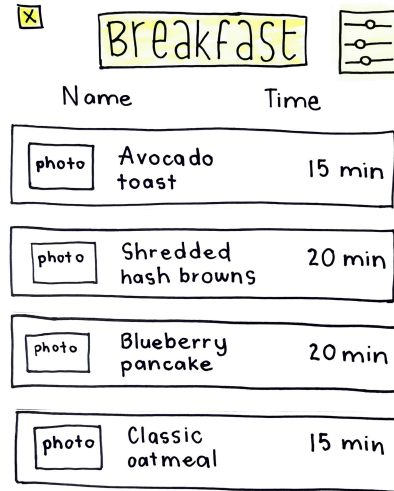 X
Breakfast
Name Time
photo Avocado 15 min
toast
photo Shredded 20 min
hash browns
photo Blueberry 20 min
pancake
photo Classic 15 min
oatmeal